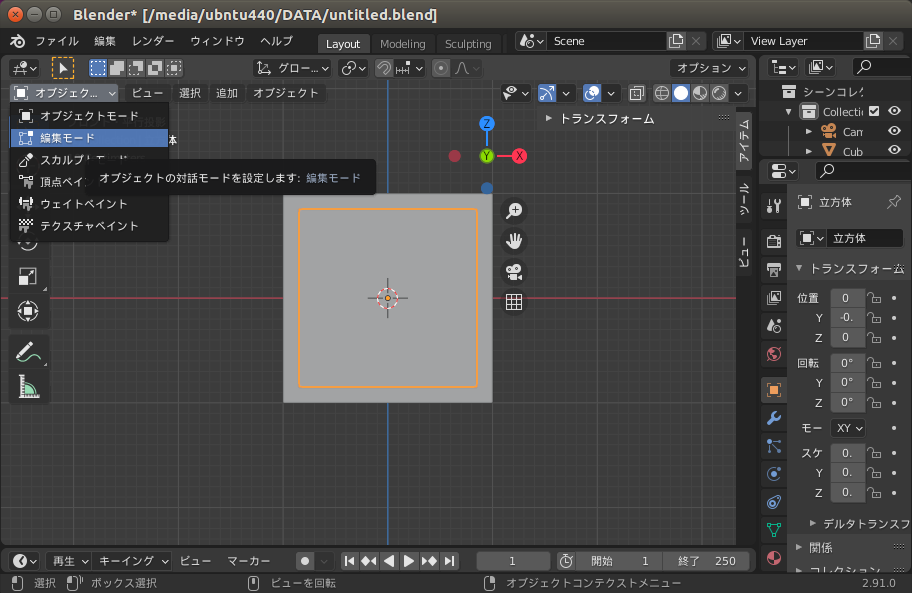 Blender* [/media/ubntu440/DATA/untitled.blend]
ファイル 編集 レンダー ウィンドウ ヘルプ Layout Modeling Sculpting Scene View Layer
グロー... オプション
オブジェク... ビュー 選択 追加 オブジェクト
シーンコレク
オブジェクトモード
トランスフォーム
Collecti
編集モード
体
Cam
スカルプトモード
Cub
頂点ペイン
オブジェクトの対話モードを設定します: 編集モード
ウェイトペイント
テクスチャペイント
アイテム
ツール
ビュー
Z
Y
X
立方体
立方体
トランスフォーム
位置 0
Y -0.
Z 0
回転 0°
Y 0°
Z 0°
モー XY
スケ 0.
Y 0.
Z 0.
デルタトランスフ
関係
コレクション
再生 キーイング ビュー マーカー 1 開始 1 終了 250
選択 ボックス選択 ビューを回転 オブジェクトコンテクストメニュー 2.91.0